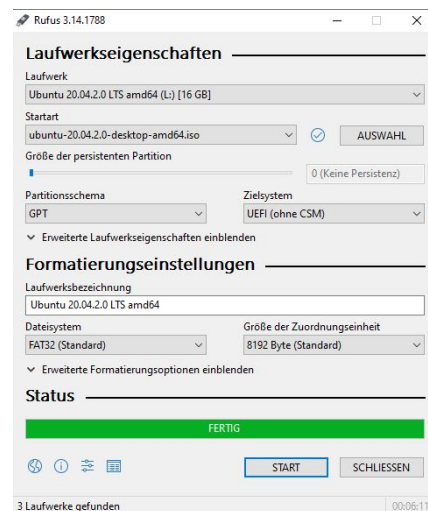 Rufus 3.14.1788
Laufwerkseigenschaften
Laufwerk
Ubuntu 20.04.2.0 LTS amd64 (L:) [16 GB]
Startart
ubuntu-20.04.2.0-desktop-amd64.iso
AUSWAHL
Größe der persistenten Partition
0 (Keine Persistenz)
Partitionsschema
Zielsystem
GPT
UEFI (ohne CSM)
Erweiterte Laufwerkseigenschaften einblenden
Formatierungseinstellungen
Laufwerksbezeichnung
Ubuntu 20.04.2.0 LTS amd64
Dateisystem
Größe der Zuordnungseinheit
FAT32 (Standard)
8192 Byte (Standard)
Erweiterte Formatierungsoptionen einblenden
Status
FERTIG
START
SCHLIESSEN
3 Laufwerke gefunden
00:06:11